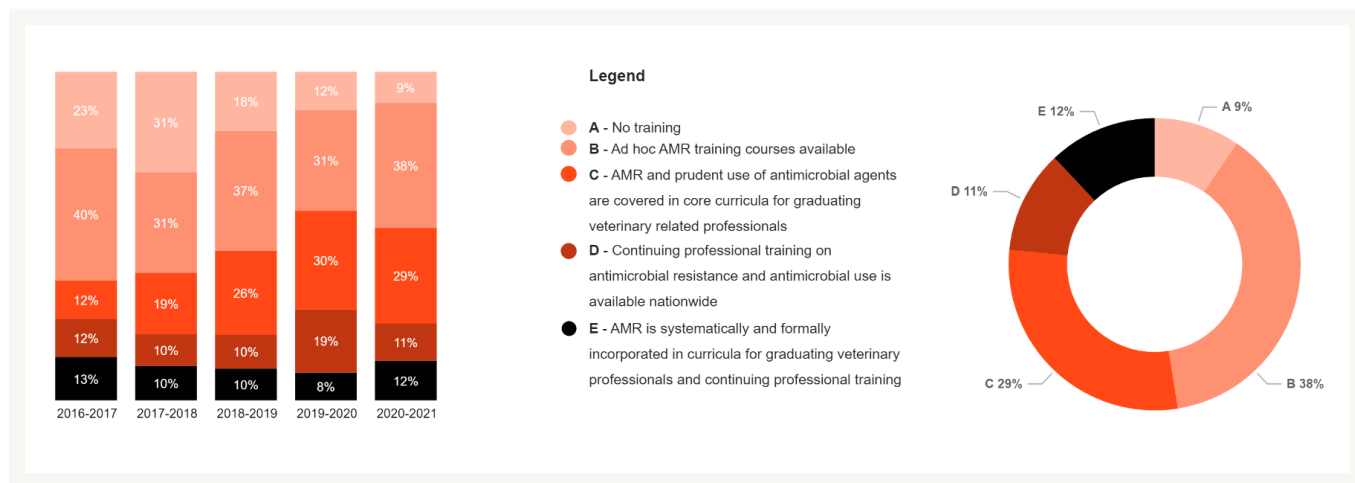 23%
40%
12%
12%
13%
2016-2017
31%
31%
19%
10%
10%
2017-2018
18%
37%
26%
10%
10%
2018-2019
12%
31%
30%
19%
8%
2019-2020
9%
38%
29%
11%
12%
2020-2021
Legend
A - No training
B - Ad hoc AMR training courses available
C - AMR and prudent use of antimicrobial agents
are covered in core curricula for graduating
veterinary related professionals
D - Continuing professional training on
antimicrobial resistance and antimicrobial use is
available nationwide
E - AMR is systematically and formally
incorporated in curricula for graduating veterinary
professionals and continuing professional training
E 12%
A 9%
D 11%
C 29%
B 38%